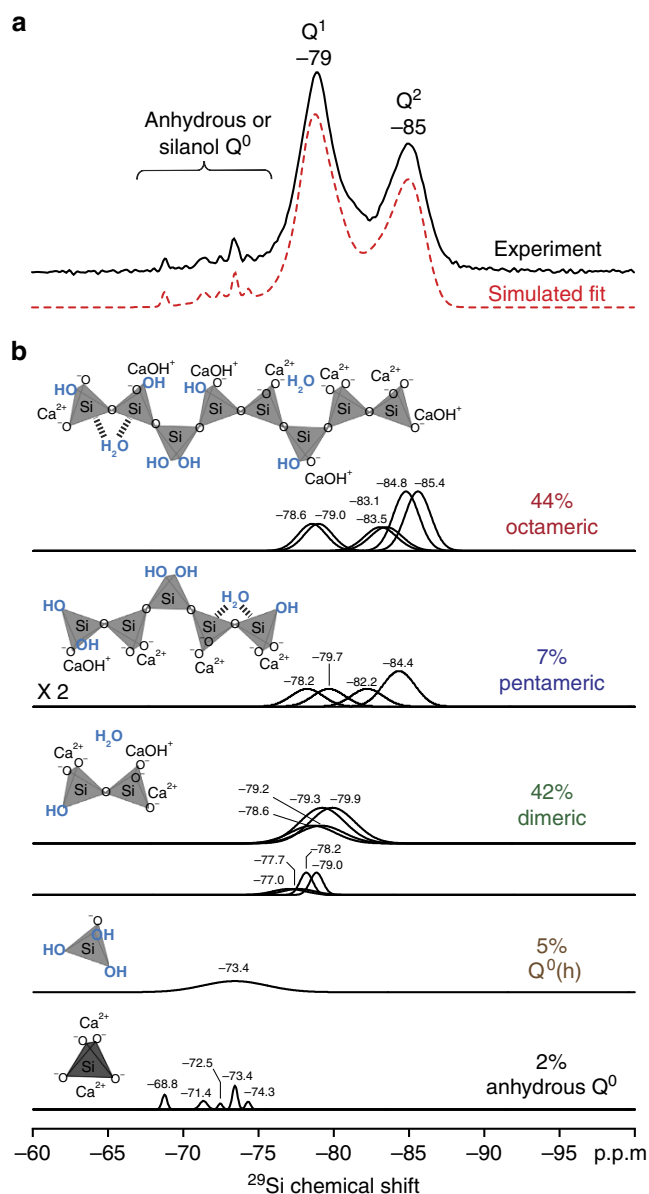 a
Q¹
−79
Q²
−85
Anhydrous or
silanol Q⁰
Experiment
Simulated fit
b
CaOH⁺ CaOH⁺ Ca²⁺ Ca²⁺ Ca²⁺
HO ⁻O O⁻ OH HO O⁻ O⁻ ⁻O H₂O ⁻O O⁻ ⁻O O⁻
Ca²⁺ ⁻O Si O Si O Si O Si O Si O Si CaOH⁺
O Si O O Si O
H₂O
HO OH HO O⁻
CaOH⁺
−84.8 −85.4
−83.1
−78.6 −79.0 −83.5
44%
octameric
HO OH
HO Si H₂O OH
O O
Si O Si Si O Si
OH O⁻ O⁻ O O⁻ ⁻O O⁻
CaOH⁺ Ca²⁺ Ca²⁺ Ca²⁺
X 2
−79.7
−78.2 −82.2 −84.4
7%
pentameric
H₂O
Ca²⁺ CaOH⁺
⁻O O⁻ ⁻O
O⁻ Ca²⁺
Si O Si
HO O⁻
−79.2 −79.3 −79.9
−78.6
42%
dimeric
−78.2
−77.7 −79.0
−77.0
⁻O
OH
HO Si
OH
−73.4
5%
Q⁰(h)
Ca²⁺
⁻O O⁻
Si
⁻O O⁻
Ca²⁺
−72.5 −73.4
−68.8 −71.4 −74.3
2%
anhydrous Q⁰
−60 −65 −70 −75 −80 −85 −90 −95 p.p.m
²⁹Si chemical shift